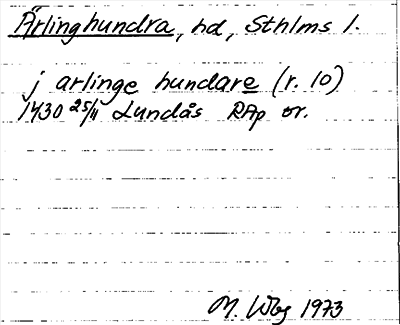 Ärlinghundra, hd, Sthlms l.
j arlinge hundare (r. 10)
1430 25/11 Lundås RAp or.
M. Wbg 1973